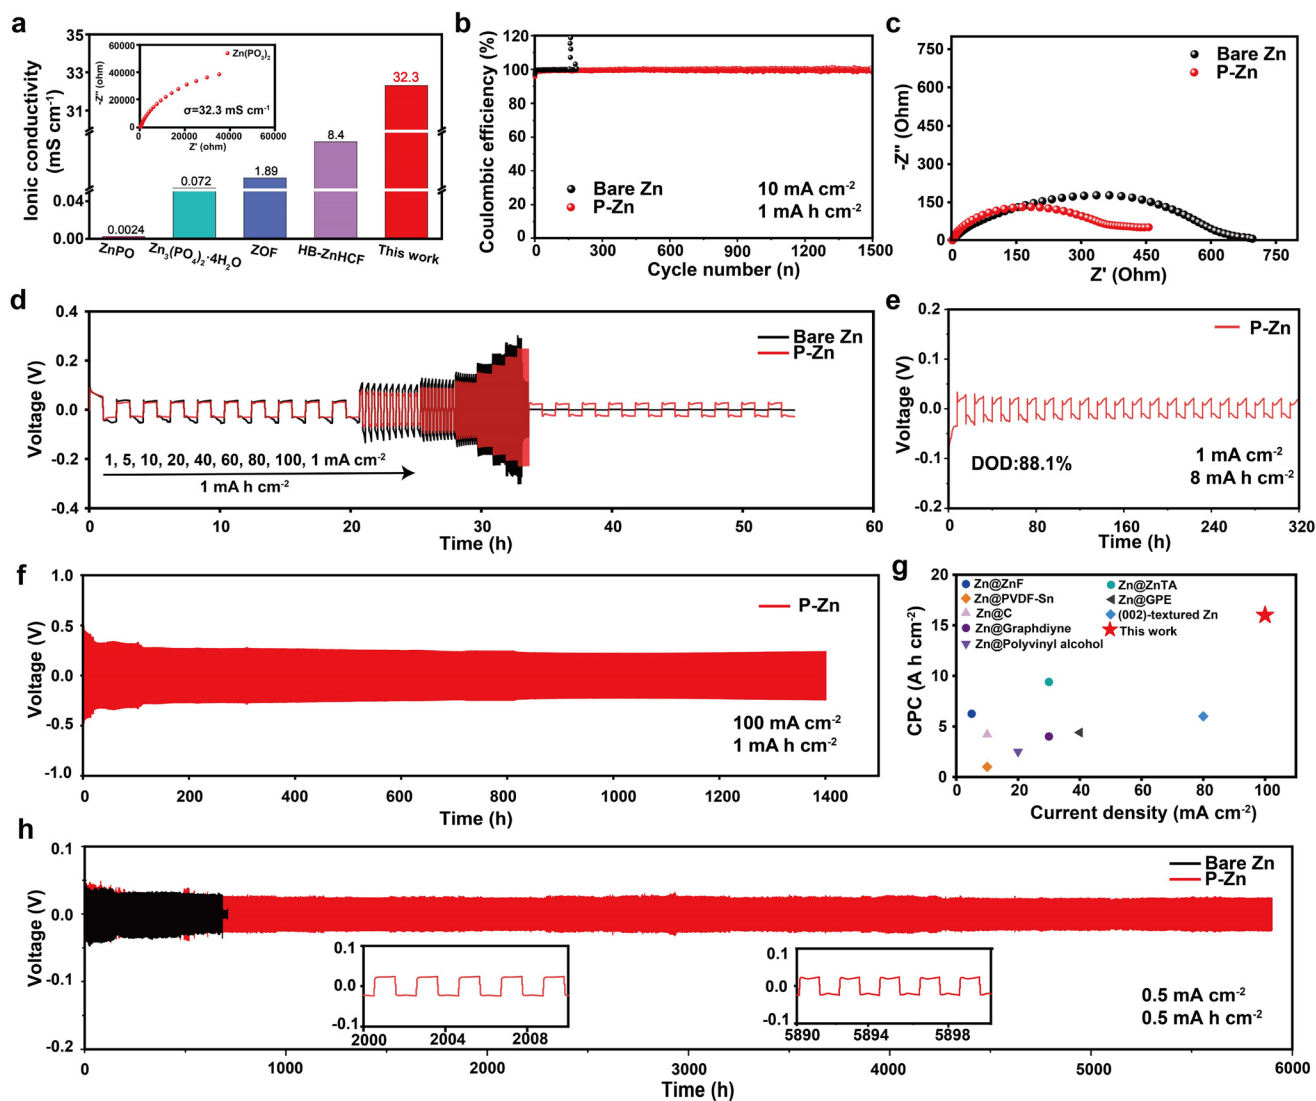 a
Ionic conductivity
(mS cm⁻¹)
35
33
31
0.04
0.00
60000
40000
20000
0
-Z'' (ohm)
Zn(PO₃)₂
σ=32.3 mS cm⁻¹
0 20000 40000 60000
Z' (ohm)
0.0024
0.072
1.89
8.4
32.3
ZnPO
Zn₃(PO₄)₂·4H₂O
ZOF
HB-ZnHCF
This work
b
Coulombic efficiency (%)
120
100
80
60
40
20
0
Bare Zn
P-Zn
10 mA cm⁻²
1 mA h cm⁻²
0 300 600 900 1200 1500
Cycle number (n)
c
-Z'' (Ohm)
750
600
450
300
150
0
Bare Zn
P-Zn
0 150 300 450 600 750
Z' (Ohm)
d
Voltage (V)
0.4
0.2
0.0
-0.2
-0.4
Bare Zn
P-Zn
1, 5, 10, 20, 40, 60, 80, 100, 1 mA cm⁻²
1 mA h cm⁻²
0 10 20 30 40 50 60
Time (h)
e
Voltage (V)
0.2
0.1
0.0
-0.1
-0.2
P-Zn
DOD:88.1%
1 mA cm⁻²
8 mA h cm⁻²
0 80 160 240 320
Time (h)
f
Voltage (V)
1.0
0.5
0.0
-0.5
-1.0
P-Zn
100 mA cm⁻²
1 mA h cm⁻²
0 200 400 600 800 1000 1200 1400
Time (h)
g
CPC (A h cm⁻²)
20
15
10
5
0
Zn@ZnF
Zn@PVDF-Sn
Zn@C
Zn@Graphdiyne
Zn@Polyvinyl alcohol
Zn@ZnTA
Zn@GPE
(002)-textured Zn
This work
0 20 40 60 80 100
Current density (mA cm⁻²)
h
Voltage (V)
0.1
0.0
-0.1
-0.2
Bare Zn
P-Zn
0.1
0.0
-0.1
2000 2004 2008
0.1
0.0
-0.1
5890 5894 5898
0.5 mA cm⁻²
0.5 mA h cm⁻²
0 1000 2000 3000 4000 5000 6000
Time (h)